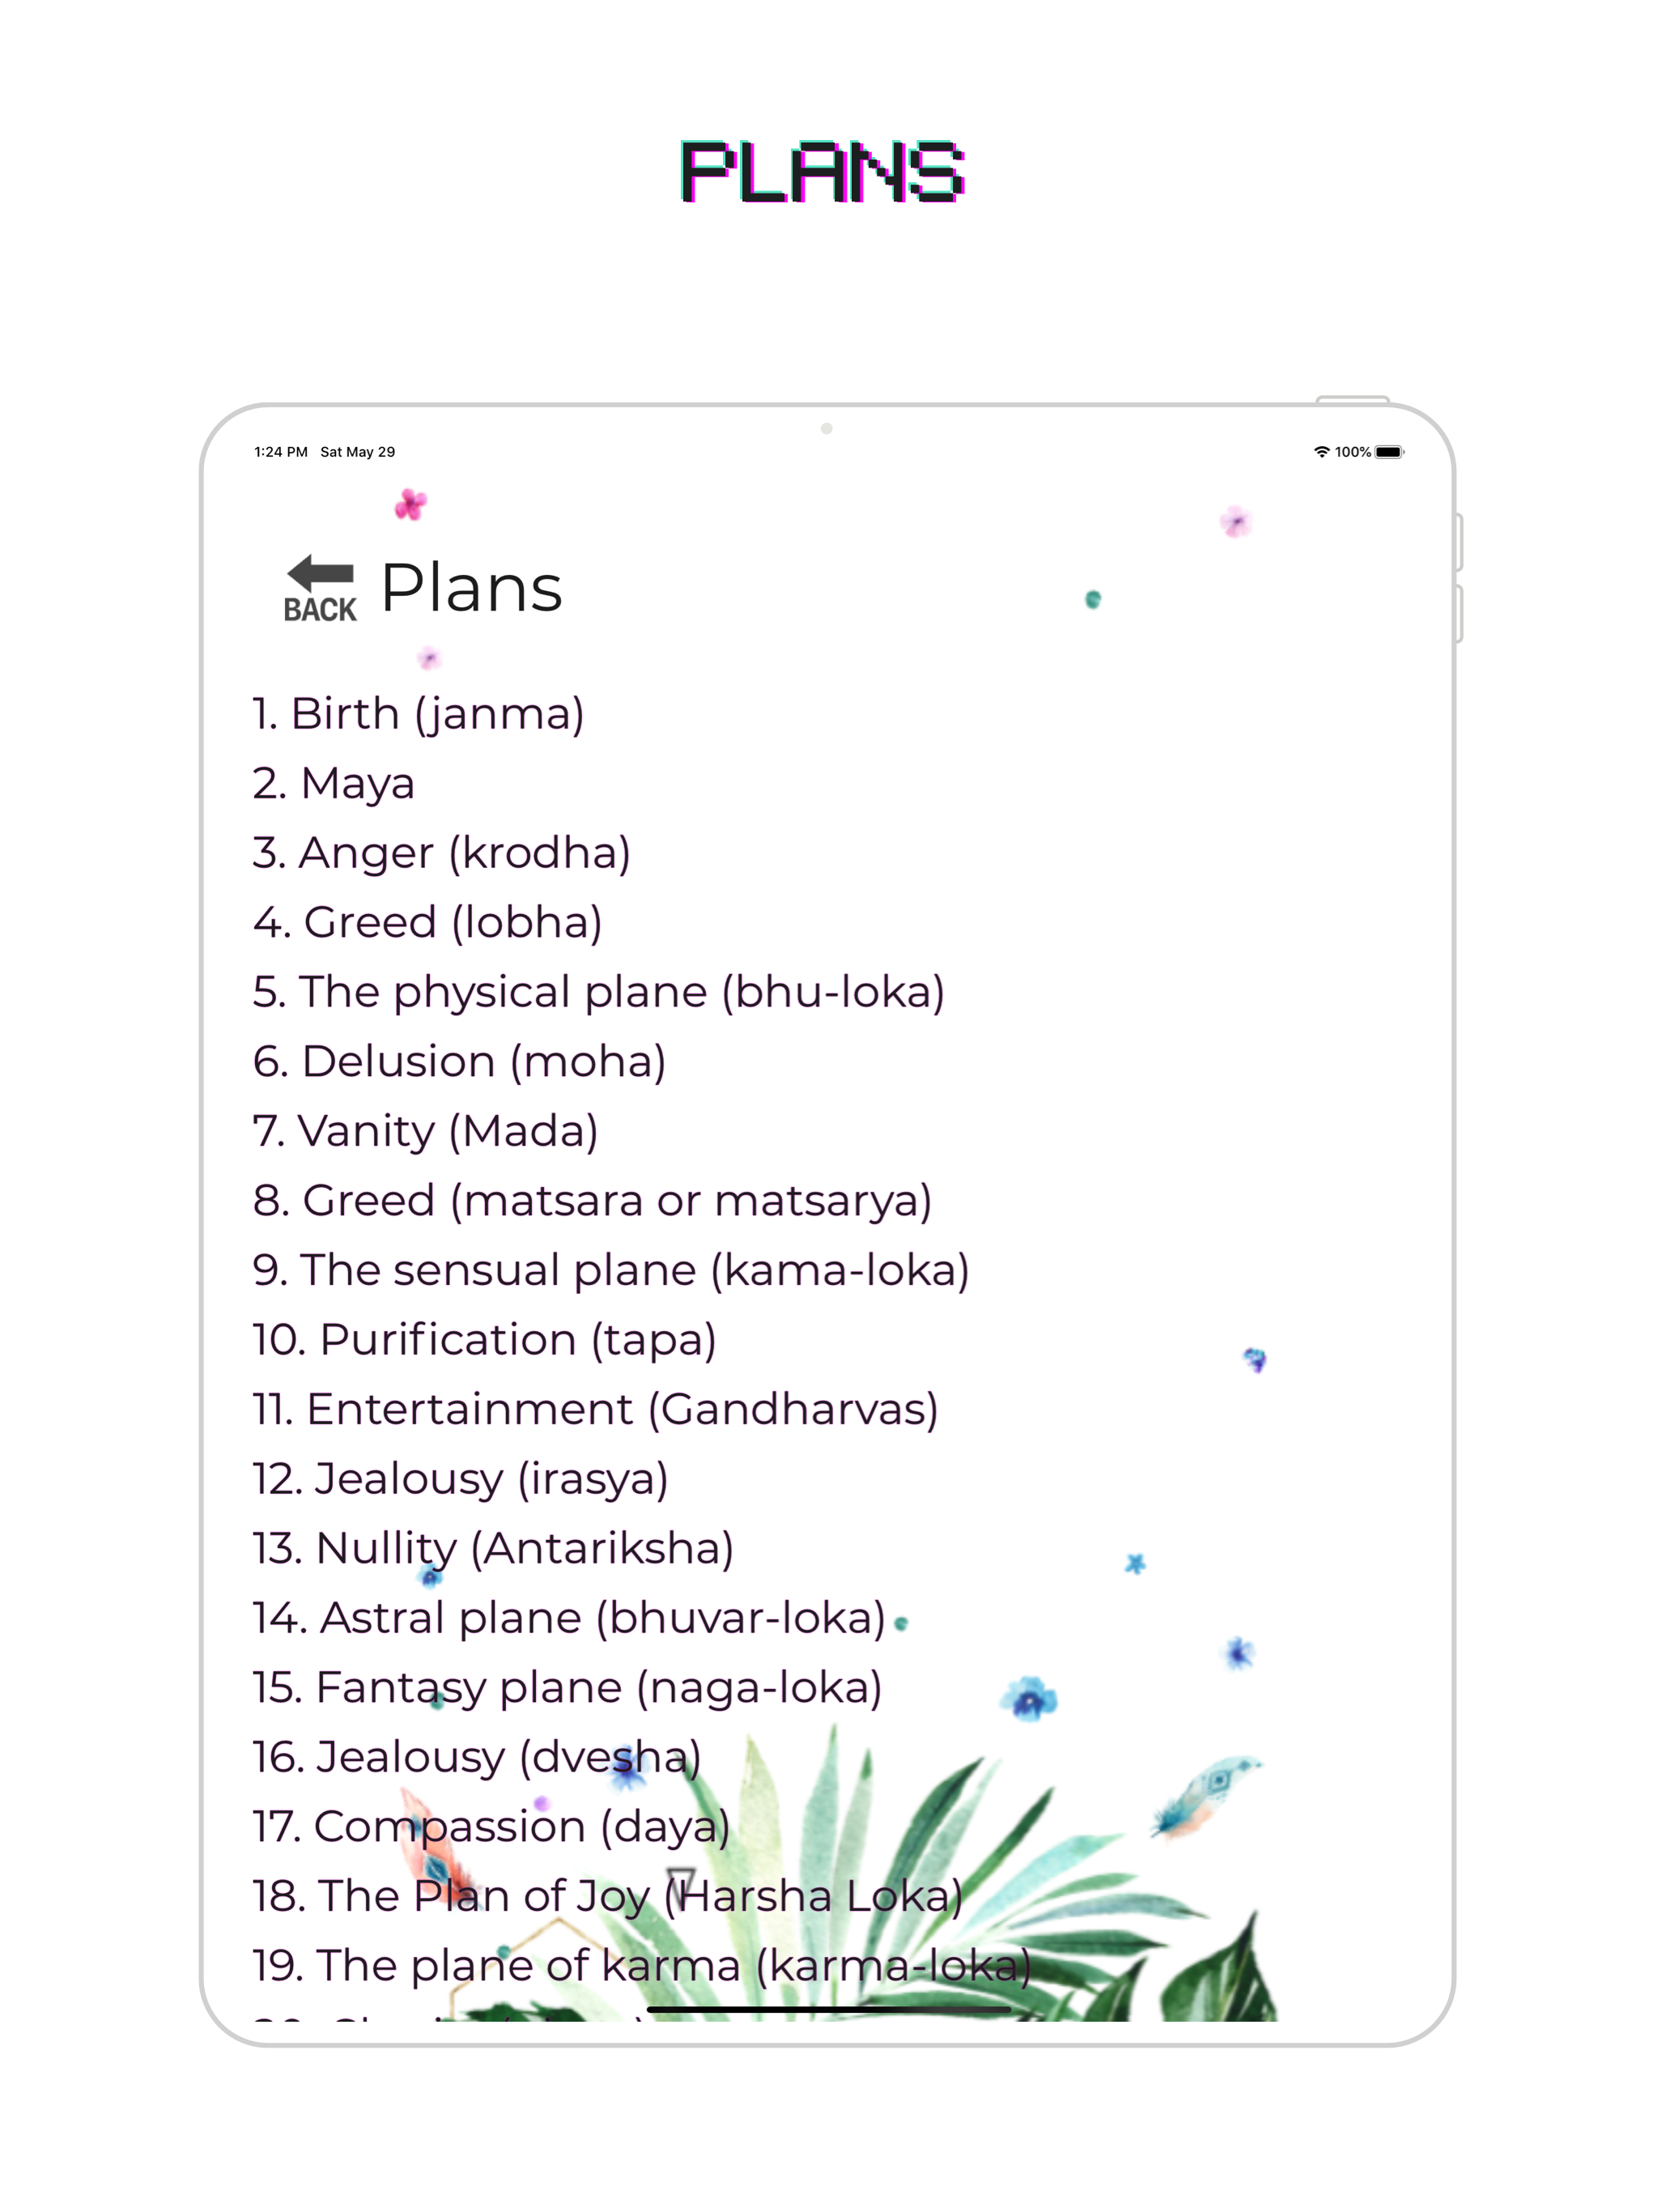 PLANS
1:24 PM Sat May 29 100%
BACK Plans
1. Birth (janma)
2. Maya
3. Anger (krodha)
4. Greed (lobha)
5. The physical plane (bhu-loka)
6. Delusion (moha)
7. Vanity (Mada)
8. Greed (matsara or matsarya)
9. The sensual plane (kama-loka)
10. Purification (tapa)
11. Entertainment (Gandharvas)
12. Jealousy (irasya)
13. Nullity (Antariksha)
14. Astral plane (bhuvar-loka)
15. Fantasy plane (naga-loka)
16. Jealousy (dvesha)
17. Compassion (daya)
18. The Plan of Joy (Harsha Loka)
19. The plane of karma (karma-loka)